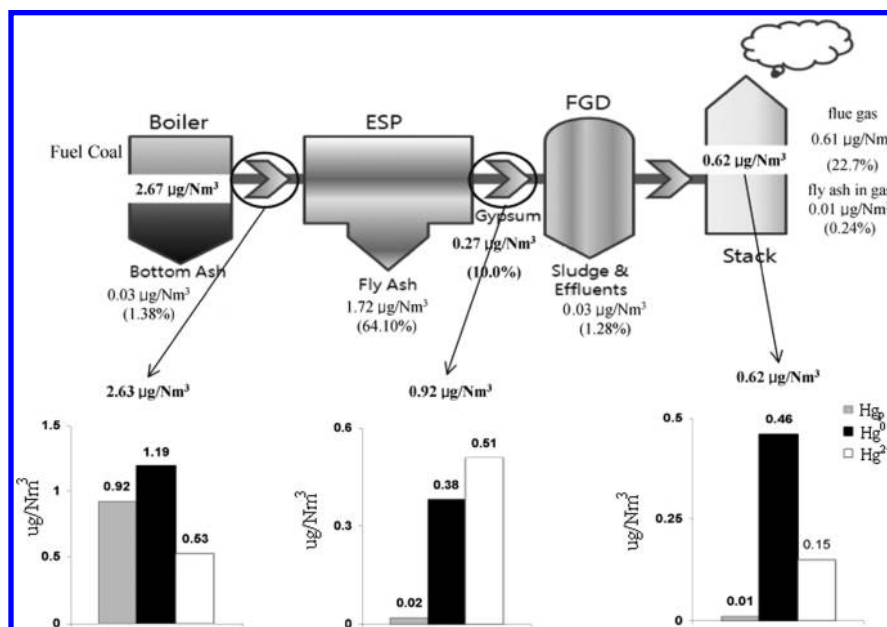 Boiler
ESP
FGD
Fuel Coal
2.67 µg/Nm³
0.62 µg/Nm³
flue gas
0.61 µg/Nm³
(22.7%)
fly ash in gas
0.01 µg/Nm³
(0.24%)
Stack
Bottom Ash
0.03 µg/Nm³
(1.38%)
Fly Ash
1.72 µg/Nm³
(64.10%)
Gypsum
0.27 µg/Nm³
(10.0%)
Sludge &
Effluents
0.03 µg/Nm³
(1.28%)
2.63 µg/Nm³
ug/Nm³
1.5
1
0.5
0
0.92
1.19
0.53
0.92 µg/Nm³
ug/Nm³
0.6
0.3
0
0.02
0.38
0.51
0.62 µg/Nm³
ug/Nm³
0.5
0.25
0
0.01
0.46
0.15
Hgp
Hg⁰
Hg²